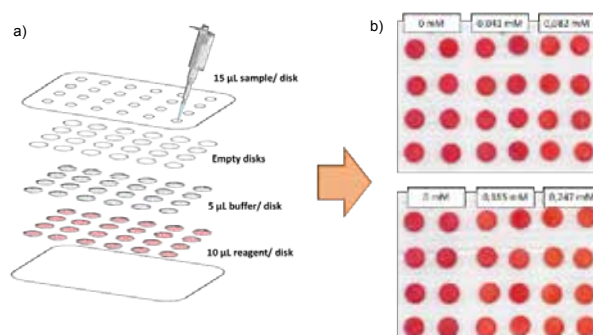 a)
15 µL sample/ disk
Empty disks
5 µL buffer/ disk
10 µL reagent/ disk
b)
0 mM 0,041 mM 0,082 mM
0 mM 0,247 mM